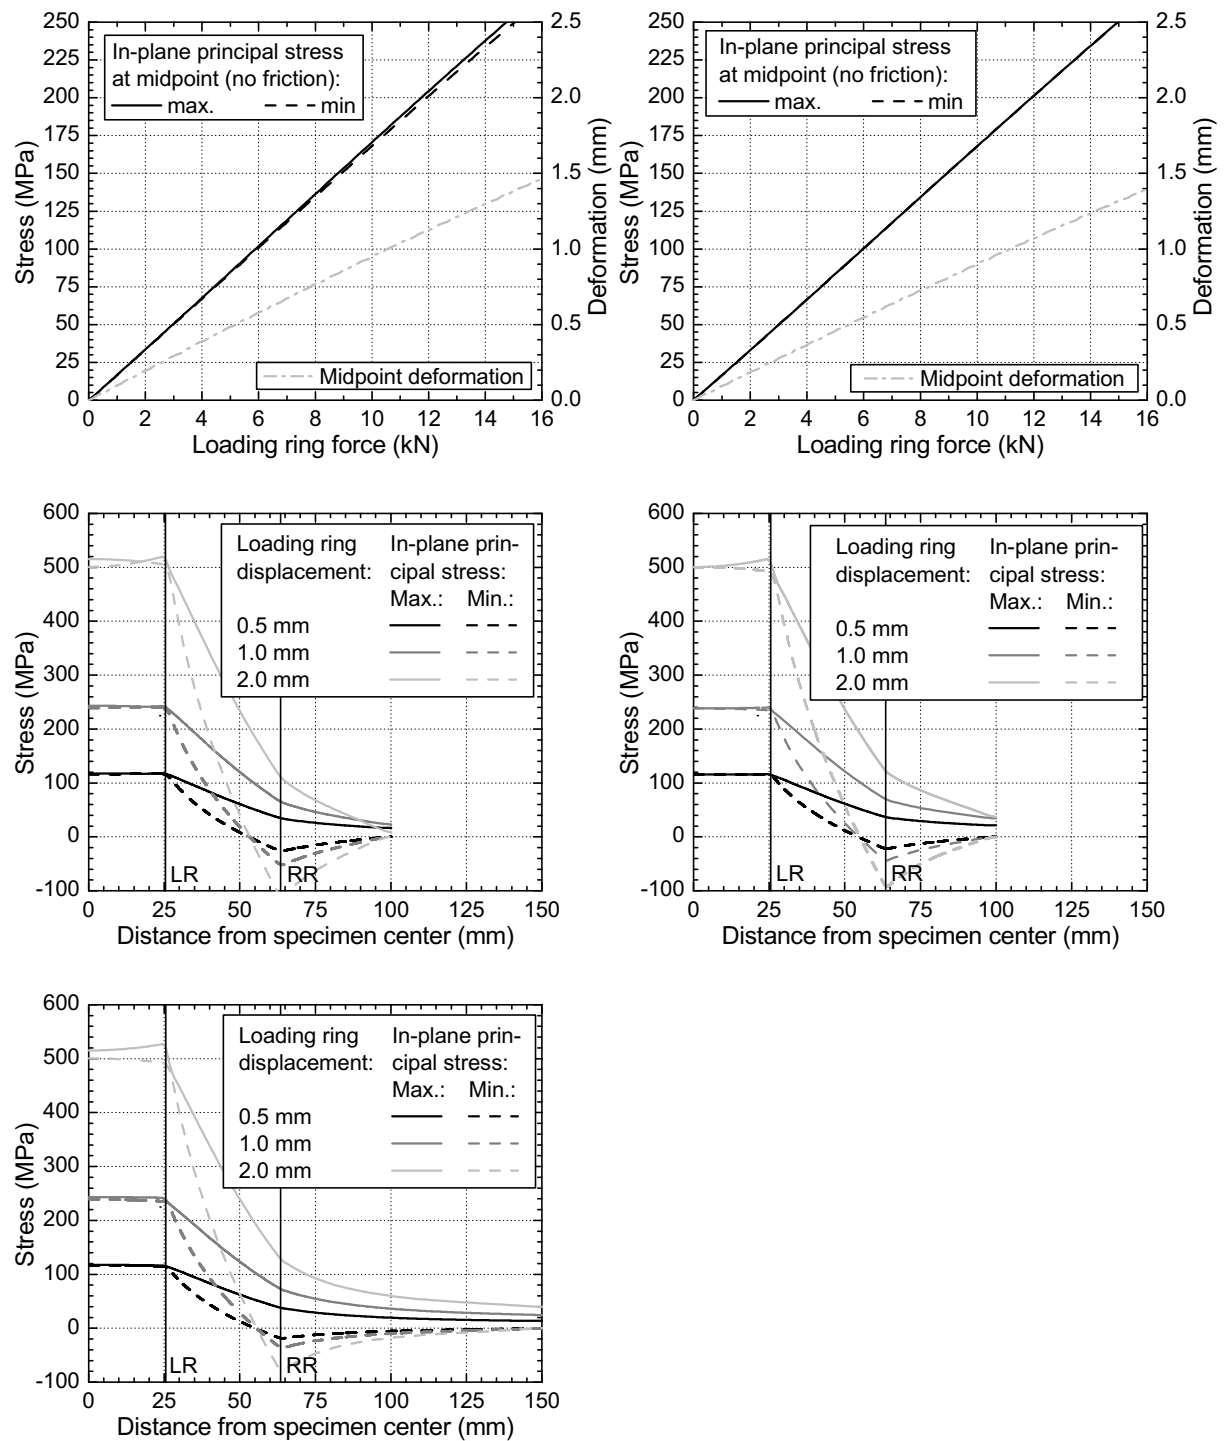 250
225
200
175
150
125
100
75
50
25
0
Stress (MPa)
In-plane principal stress
at midpoint (no friction):
max. min
Midpoint deformation
2.5
2.0
1.5
1.0
0.5
0.0
Deformation (mm)
0 2 4 6 8 10 12 14 16
Loading ring force (kN)
250
225
200
175
150
125
100
75
50
25
0
Stress (MPa)
In-plane principal stress
at midpoint (no friction):
max. min
Midpoint deformation
2.5
2.0
1.5
1.0
0.5
0.0
Deformation (mm)
0 2 4 6 8 10 12 14 16
Loading ring force (kN)
600
500
400
300
200
100
0
-100
Stress (MPa)
Loading ring In-plane prin-
displacement: cipal stress:
Max.: Min.:
0.5 mm
1.0 mm
2.0 mm
LR RR
0 25 50 75 100 125 150
Distance from specimen center (mm)
600
500
400
300
200
100
0
-100
Stress (MPa)
Loading ring In-plane prin-
displacement: cipal stress:
Max.: Min.:
0.5 mm
1.0 mm
2.0 mm
LR RR
0 25 50 75 100 125 150
Distance from specimen center (mm)
600
500
400
300
200
100
0
-100
Stress (MPa)
Loading ring In-plane prin-
displacement: cipal stress:
Max.: Min.:
0.5 mm
1.0 mm
2.0 mm
LR RR
0 25 50 75 100 125 150
Distance from specimen center (mm)